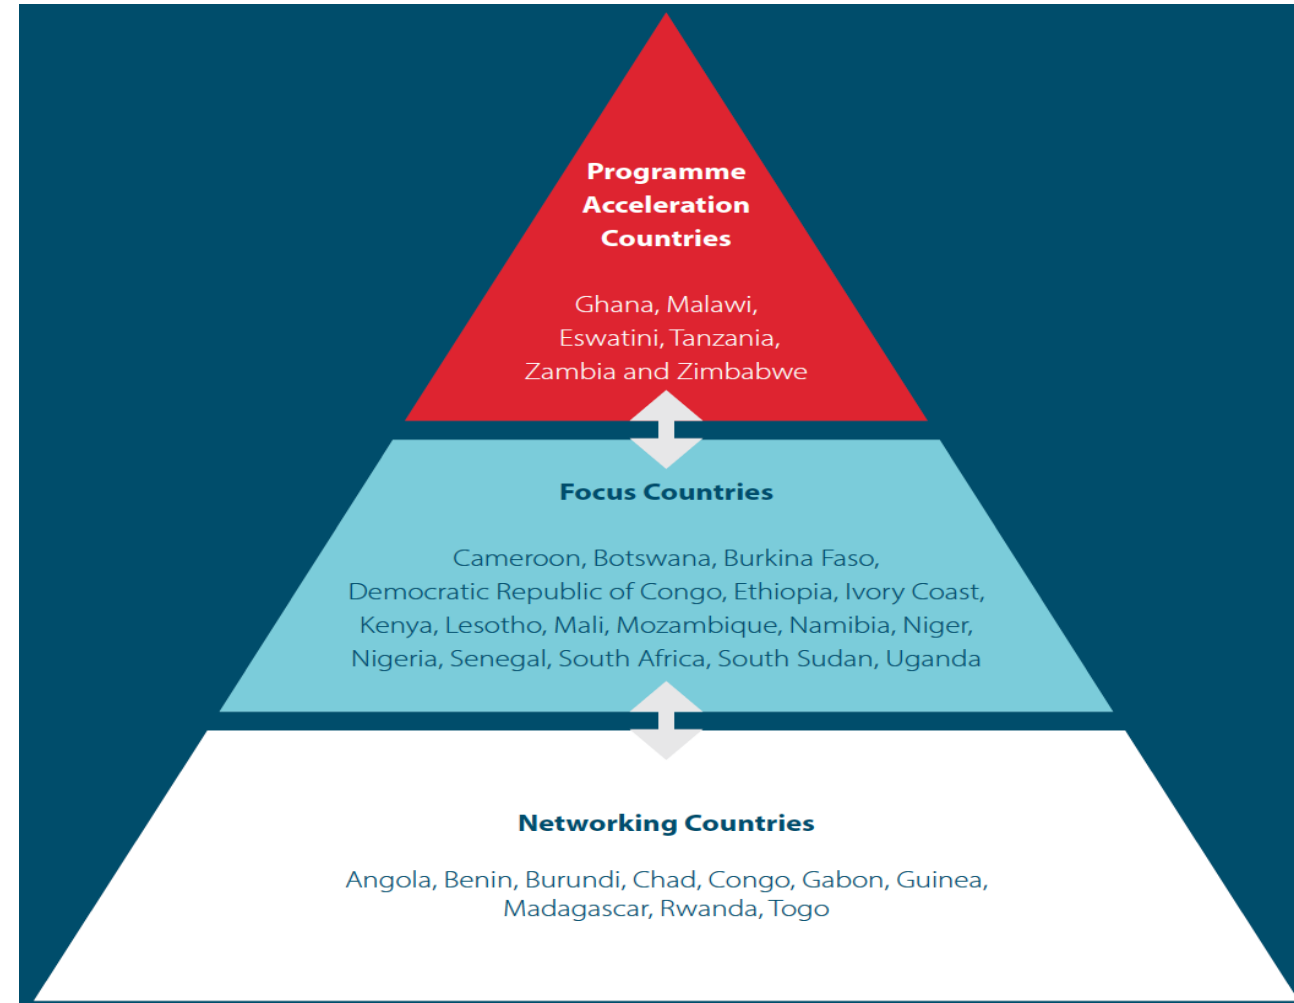 Programme
Acceleration
Countries
Ghana, Malawi,
Eswatini, Tanzania,
Zambia and Zimbabwe
Focus Countries
Cameroon, Botswana, Burkina Faso,
Democratic Republic of Congo, Ethiopia, Ivory Coast,
Kenya, Lesotho, Mali, Mozambique, Namibia, Niger,
Nigeria, Senegal, South Africa, South Sudan, Uganda
Networking Countries
Angola, Benin, Burundi, Chad, Congo, Gabon, Guinea,
Madagascar, Rwanda, Togo